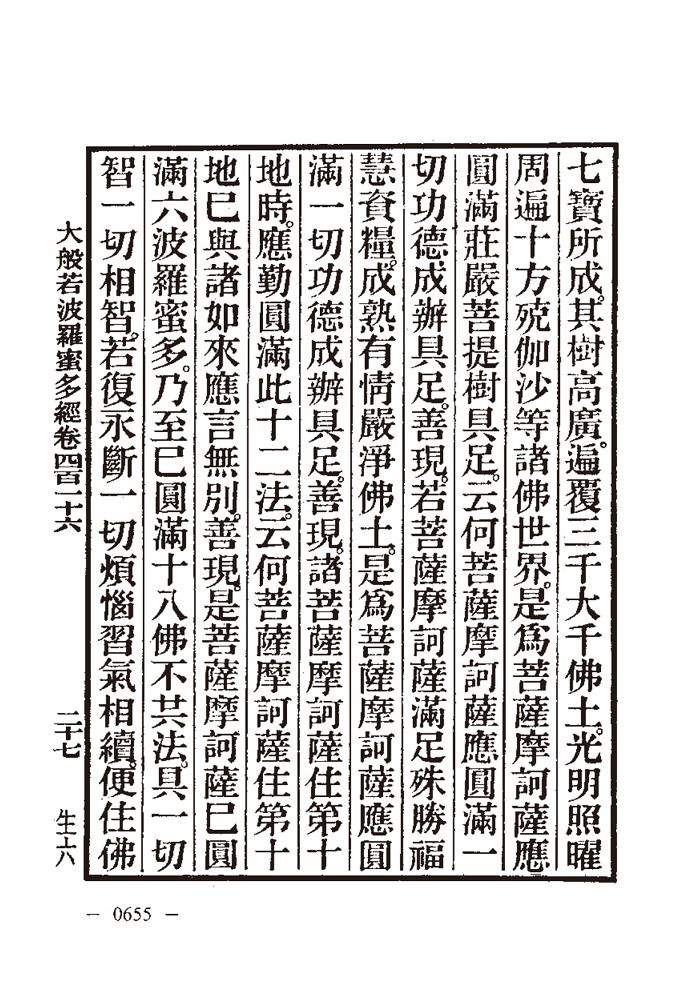 七寶所成。其樹高廣。遍覆三千大千佛土。光明照曜
周遍十方殑伽沙等諸佛世界。是爲菩薩摩訶薩應
圓滿莊嚴菩提樹具足。云何菩薩摩訶薩應圓滿一
切功德成辦具足。善現。若菩薩摩訶薩滿足殊勝福
慧資糧。成熟有情嚴淨佛土。是爲菩薩摩訶薩應圓
滿一切功德成辦具足。善現。諸菩薩摩訶薩住第十
地時。應勤圓滿此十二法。云何菩薩摩訶薩住第十
地已與諸如來應言無別。善現。是菩薩摩訶薩已圓
滿六波羅蜜多。乃至已圓滿十八佛不共法。具一切
智一切相智。若復永斷一切煩惱習氣相續。便住佛
大般若波羅蜜多經卷四百一十六 二十七 生六
— 0655 —